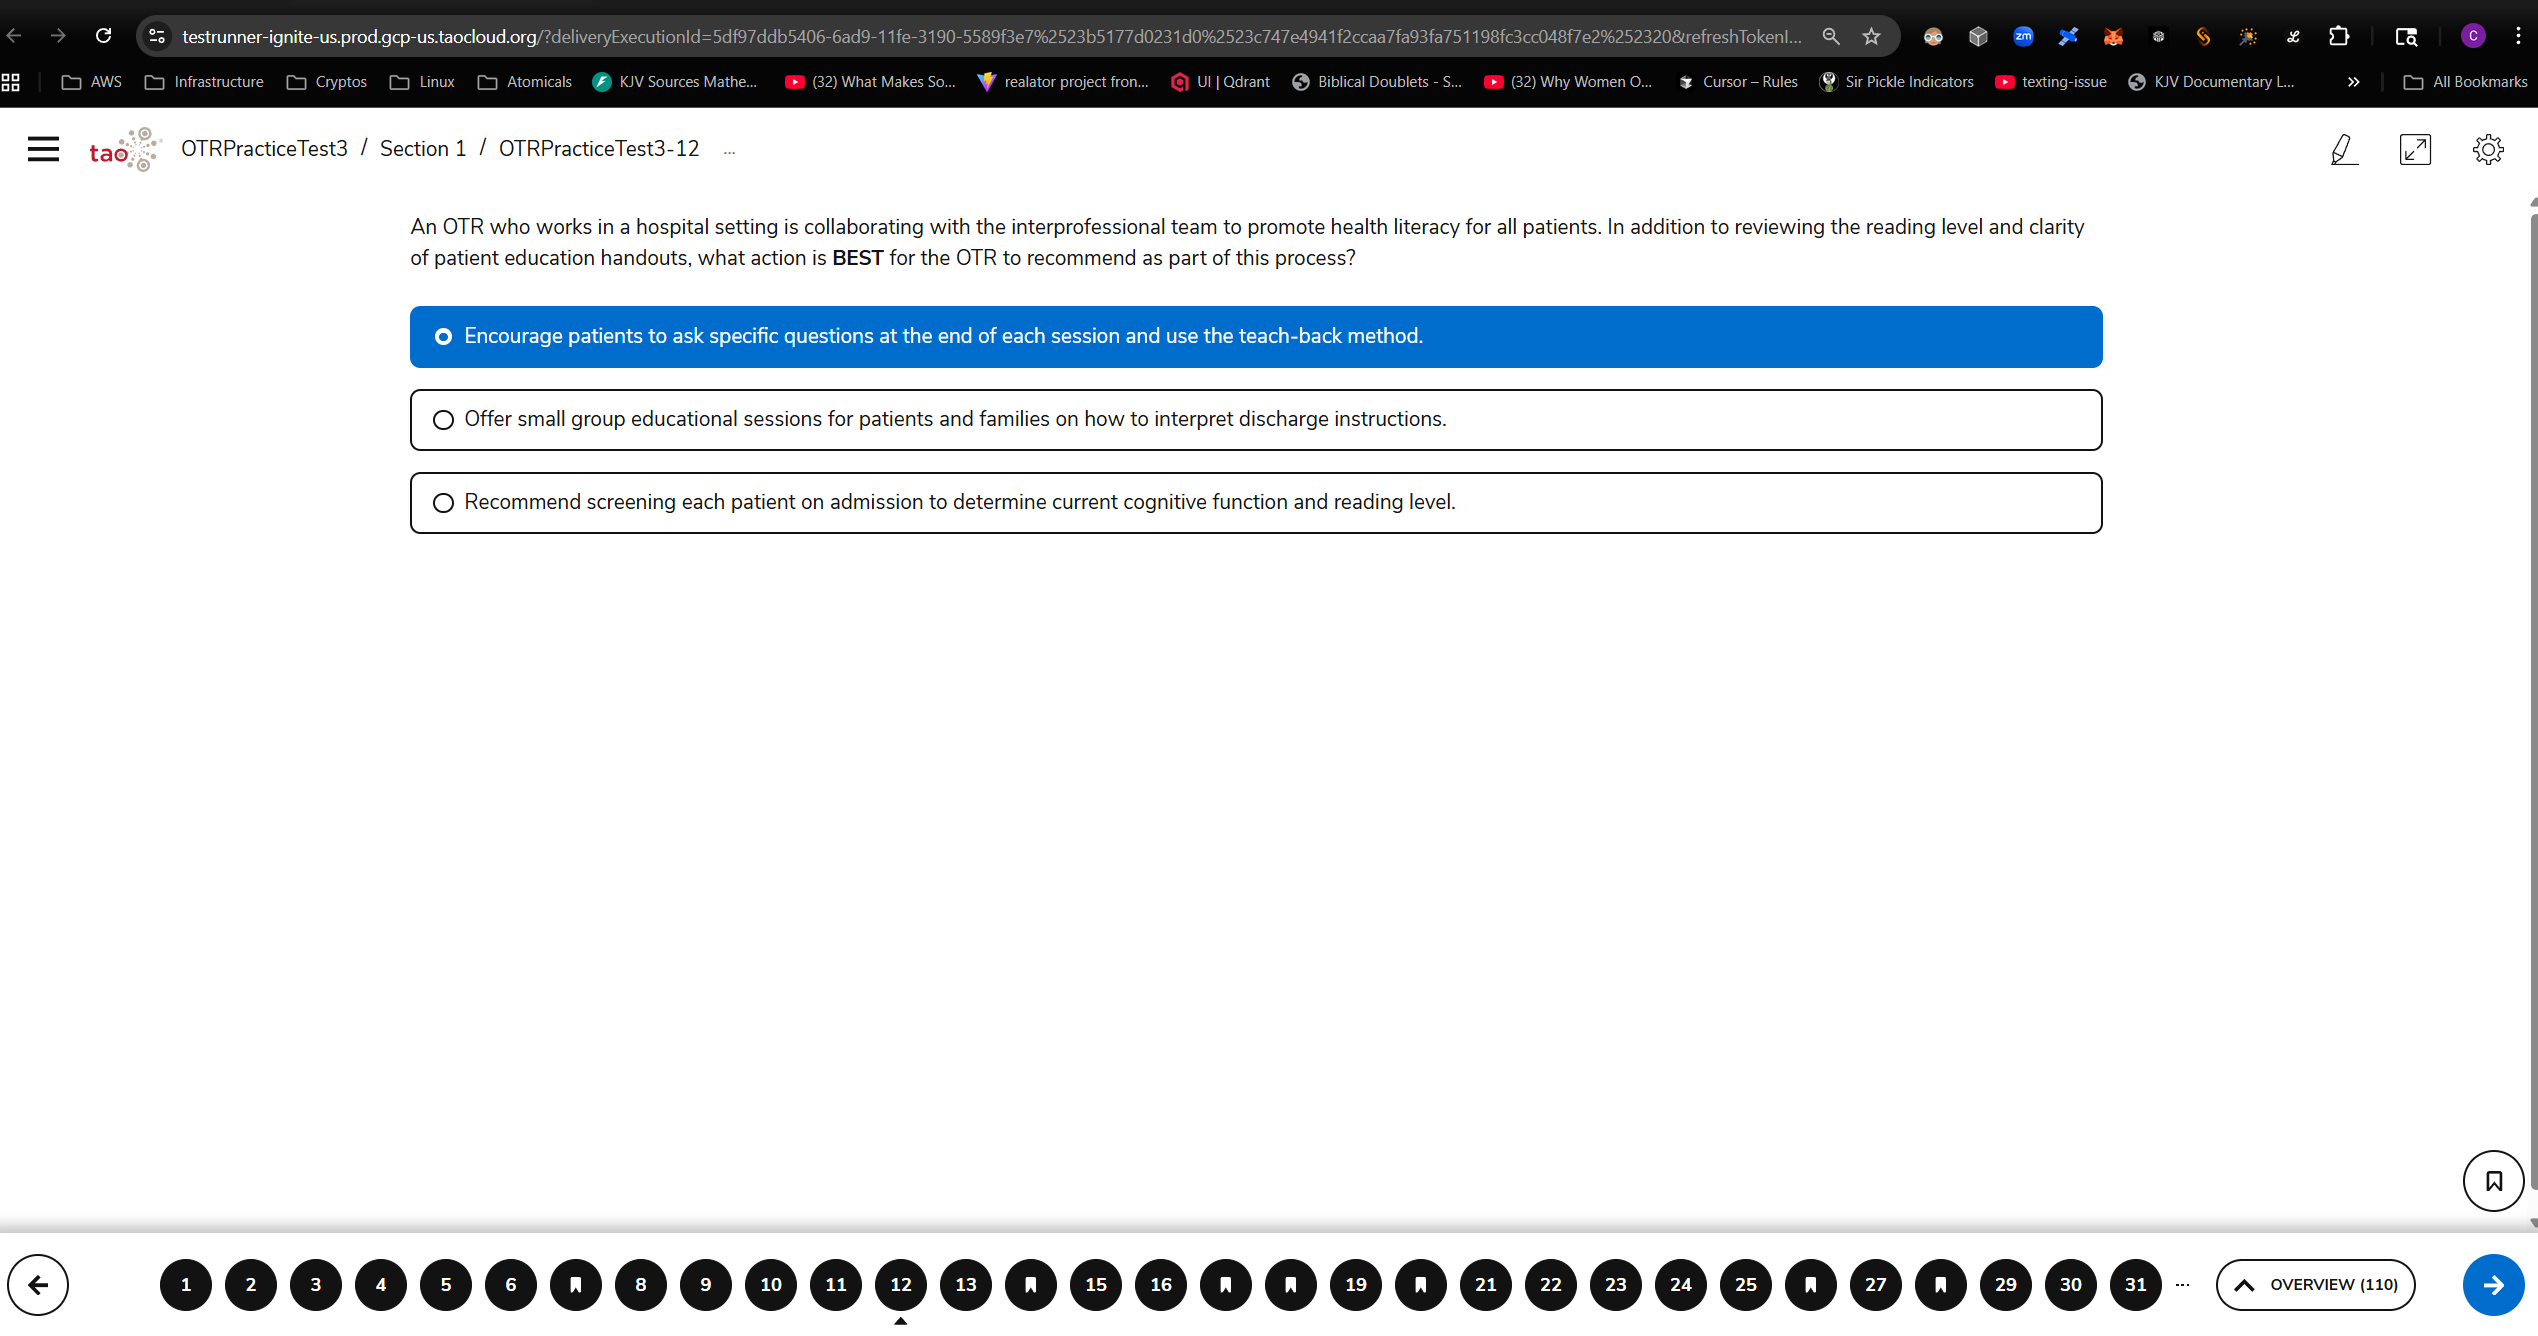 testrunner-ignite-us.prod.gcp-us.taocloud.org/?deliveryExecutionId=5df97ddb5406-6ad9-11fe-3190-5589f3e7%2523b5177d0231d0%2523c747e4941f2ccaa7fa93fa751198fc3cc048f7e2%252320&refreshTokenI...
zm
C
AWS Infrastructure Cryptos Linux Atomicals KJV Sources Mathe... (32) What Makes So... realator project fron... UI | Qdrant Biblical Doublets - S... (32) Why Women O... Cursor – Rules Sir Pickle Indicators texting-issue KJV Documentary L... » All Bookmarks
tao OTRPracticeTest3 / Section 1 / OTRPracticeTest3-12 ...
An OTR who works in a hospital setting is collaborating with the interprofessional team to promote health literacy for all patients. In addition to reviewing the reading level and clarity
of patient education handouts, what action is BEST for the OTR to recommend as part of this process?
Encourage patients to ask specific questions at the end of each session and use the teach-back method.
Offer small group educational sessions for patients and families on how to interpret discharge instructions.
Recommend screening each patient on admission to determine current cognitive function and reading level.
1 2 3 4 5 6 8 9 10 11 12 13 15 16 19 21 22 23 24 25 27 29 30 31 ... OVERVIEW (110)